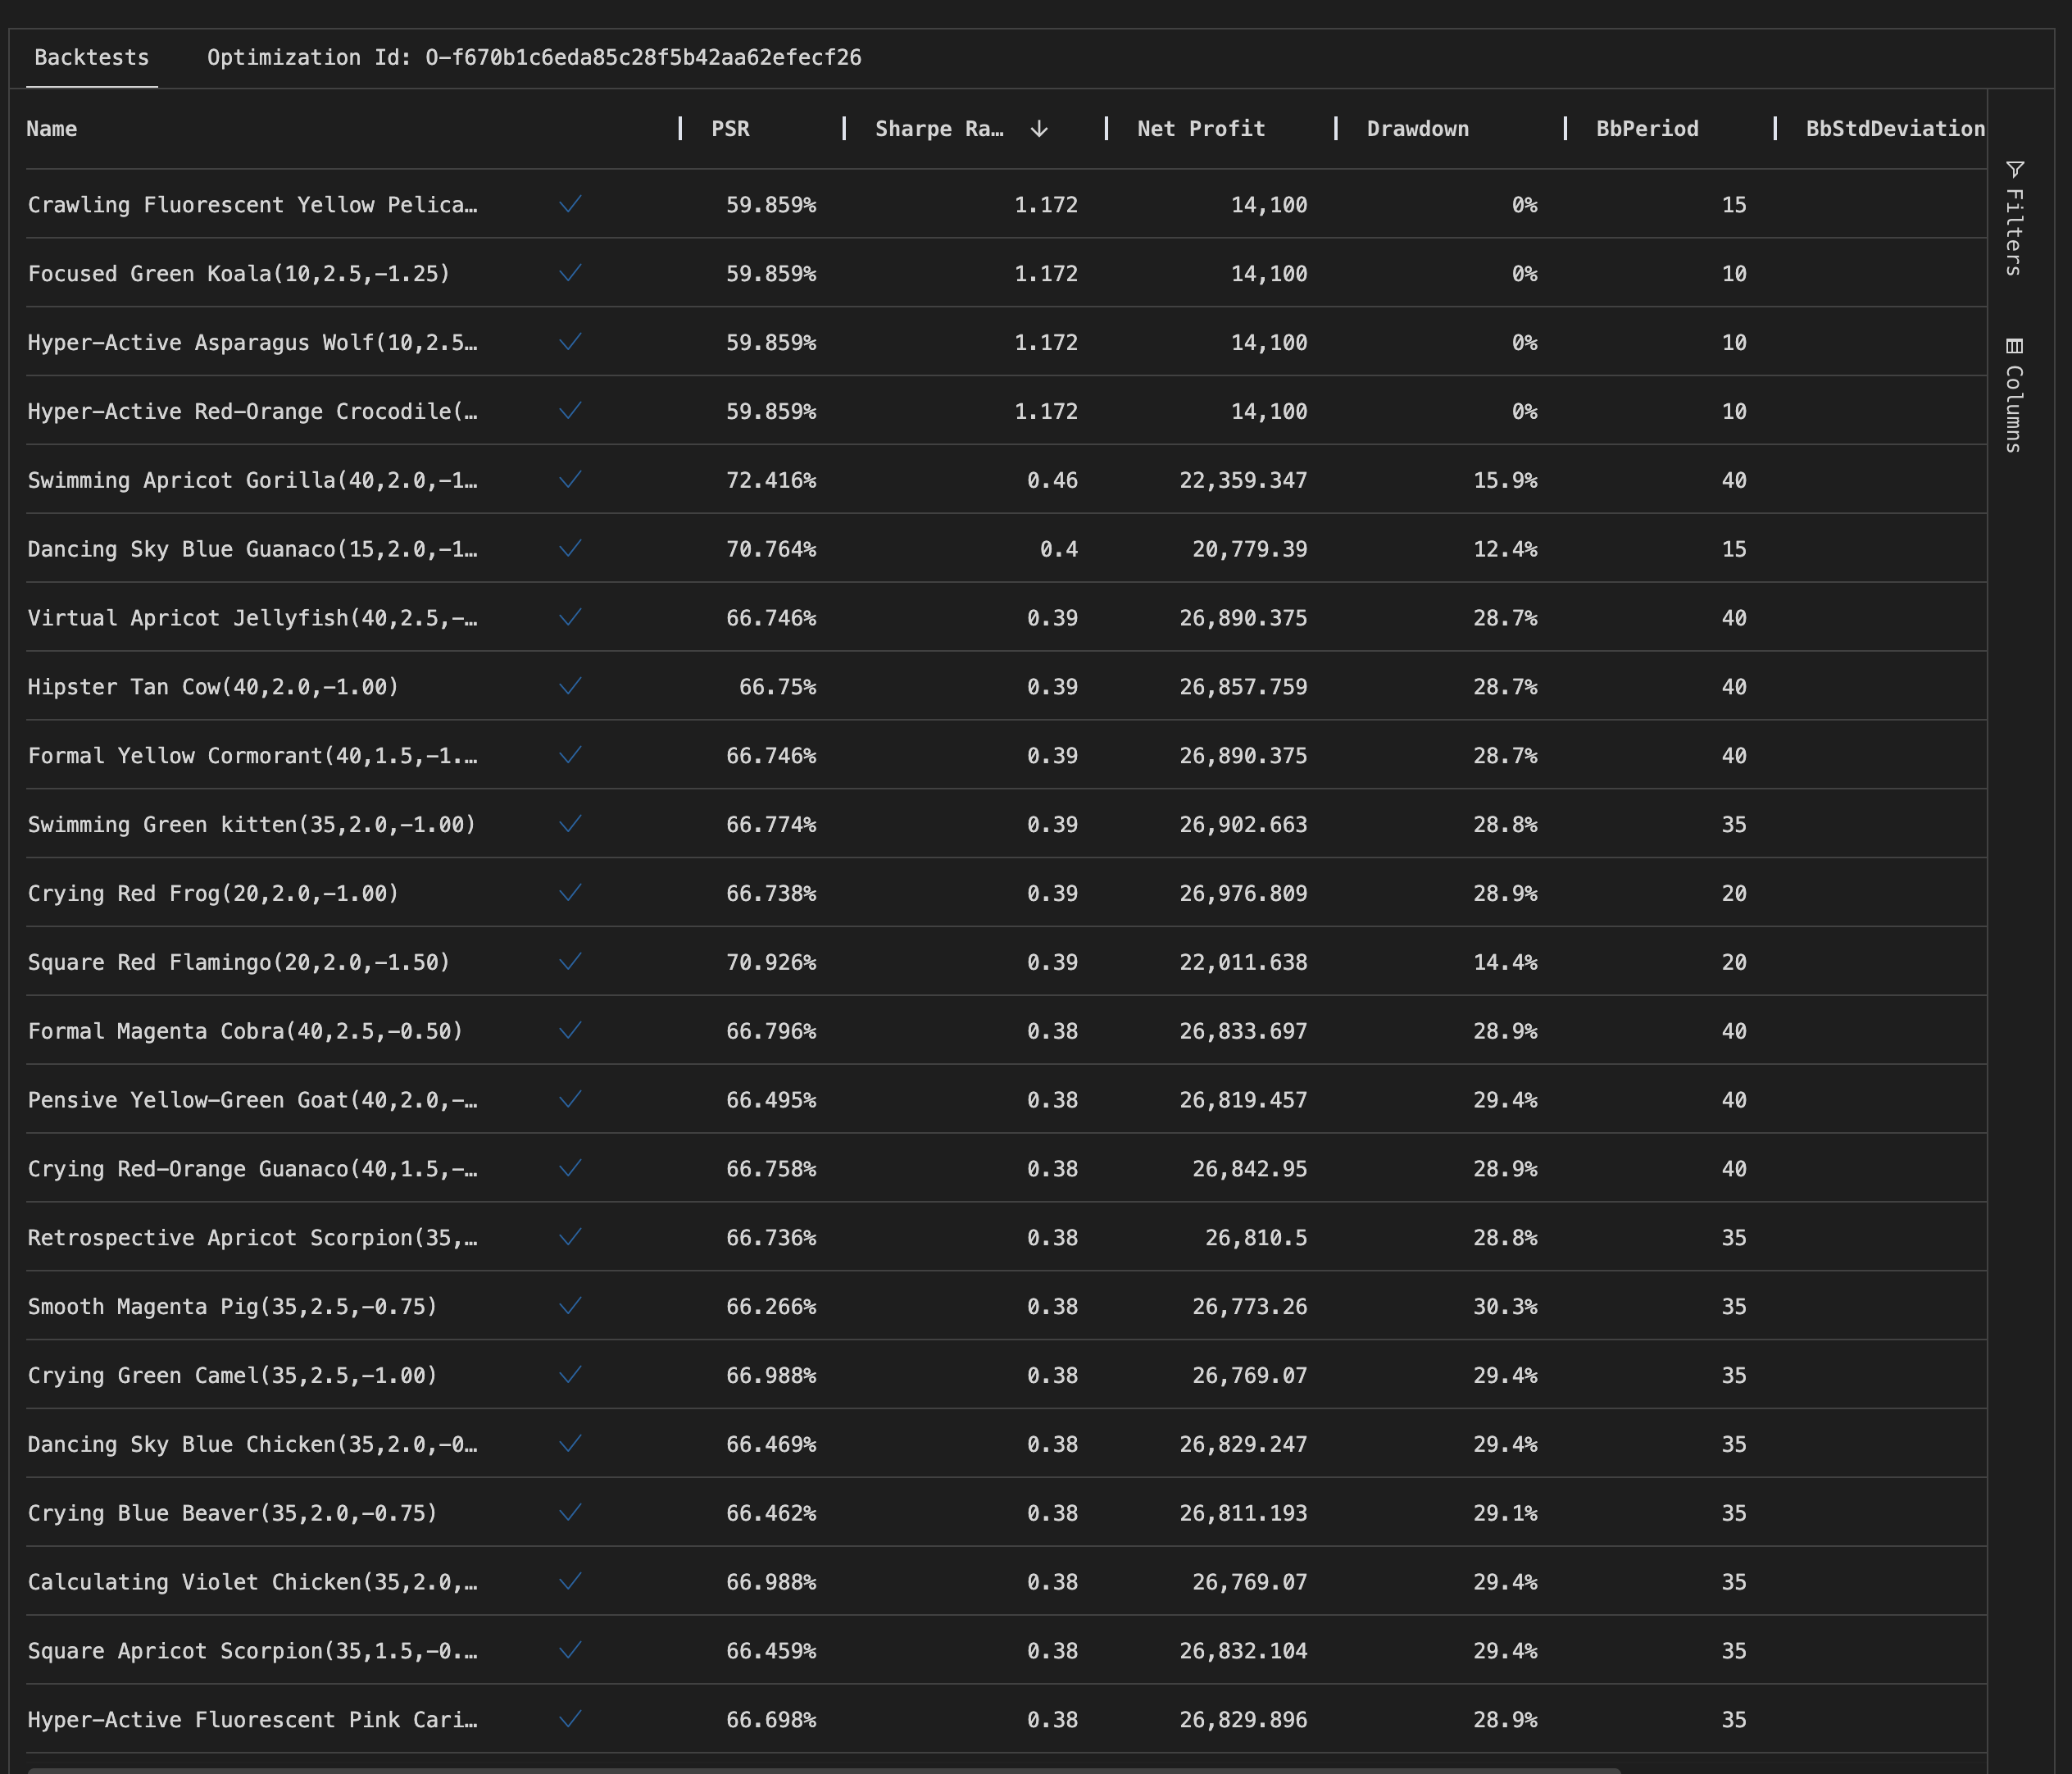 Backtests Optimization Id: O-f670b1c6eda85c28f5b42aa62efecf26
Name PSR Sharpe Ra… Net Profit Drawdown BbPeriod BbStdDeviation
Crawling Fluorescent Yellow Pelica… 59.859% 1.172 14,100 0% 15
Focused Green Koala(10,2.5,-1.25) 59.859% 1.172 14,100 0% 10
Hyper-Active Asparagus Wolf(10,2.5… 59.859% 1.172 14,100 0% 10
Hyper-Active Red-Orange Crocodile(… 59.859% 1.172 14,100 0% 10
Swimming Apricot Gorilla(40,2.0,-1… 72.416% 0.46 22,359.347 15.9% 40
Dancing Sky Blue Guanaco(15,2.0,-1… 70.764% 0.4 20,779.39 12.4% 15
Virtual Apricot Jellyfish(40,2.5,-… 66.746% 0.39 26,890.375 28.7% 40
Hipster Tan Cow(40,2.0,-1.00) 66.75% 0.39 26,857.759 28.7% 40
Formal Yellow Cormorant(40,1.5,-1.… 66.746% 0.39 26,890.375 28.7% 40
Swimming Green kitten(35,2.0,-1.00) 66.774% 0.39 26,902.663 28.8% 35
Crying Red Frog(20,2.0,-1.00) 66.738% 0.39 26,976.809 28.9% 20
Square Red Flamingo(20,2.0,-1.50) 70.926% 0.39 22,011.638 14.4% 20
Formal Magenta Cobra(40,2.5,-0.50) 66.796% 0.38 26,833.697 28.9% 40
Pensive Yellow-Green Goat(40,2.0,-… 66.495% 0.38 26,819.457 29.4% 40
Crying Red-Orange Guanaco(40,1.5,-… 66.758% 0.38 26,842.95 28.9% 40
Retrospective Apricot Scorpion(35,… 66.736% 0.38 26,810.5 28.8% 35
Smooth Magenta Pig(35,2.5,-0.75) 66.266% 0.38 26,773.26 30.3% 35
Crying Green Camel(35,2.5,-1.00) 66.988% 0.38 26,769.07 29.4% 35
Dancing Sky Blue Chicken(35,2.0,-0… 66.469% 0.38 26,829.247 29.4% 35
Crying Blue Beaver(35,2.0,-0.75) 66.462% 0.38 26,811.193 29.1% 35
Calculating Violet Chicken(35,2.0,… 66.988% 0.38 26,769.07 29.4% 35
Square Apricot Scorpion(35,1.5,-0.… 66.459% 0.38 26,832.104 29.4% 35
Hyper-Active Fluorescent Pink Cari… 66.698% 0.38 26,829.896 28.9% 35
Filters
Columns